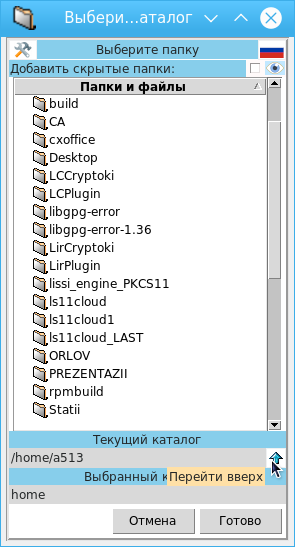 Выбери...аталог
Выберите папку
Добавить скрытые папки:
Папки и файлы
build
CA
cxoffice
Desktop
LCCryptoki
LCPlugin
libgpg-error
libgpg-error-1.36
LirCryptoki
LirPlugin
lissi_engine_PKCS11
ls11cloud
ls11cloud1
ls11cloud_LAST
ORLOV
PREZENTAZII
rpmbuild
Statii
Текущий каталог
/home/a513
Выбранный Перейти вверх
home
Отмена Готово